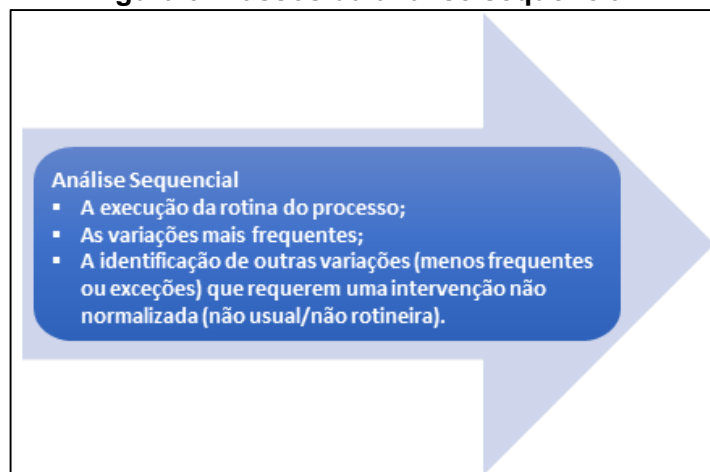 Análise Sequencial
▪ A execução da rotina do processo;
▪ As variações mais frequentes;
▪ A identificação de outras variações (menos frequentes
ou exceções) que requerem uma intervenção não
normalizada (não usual/não rotineira).